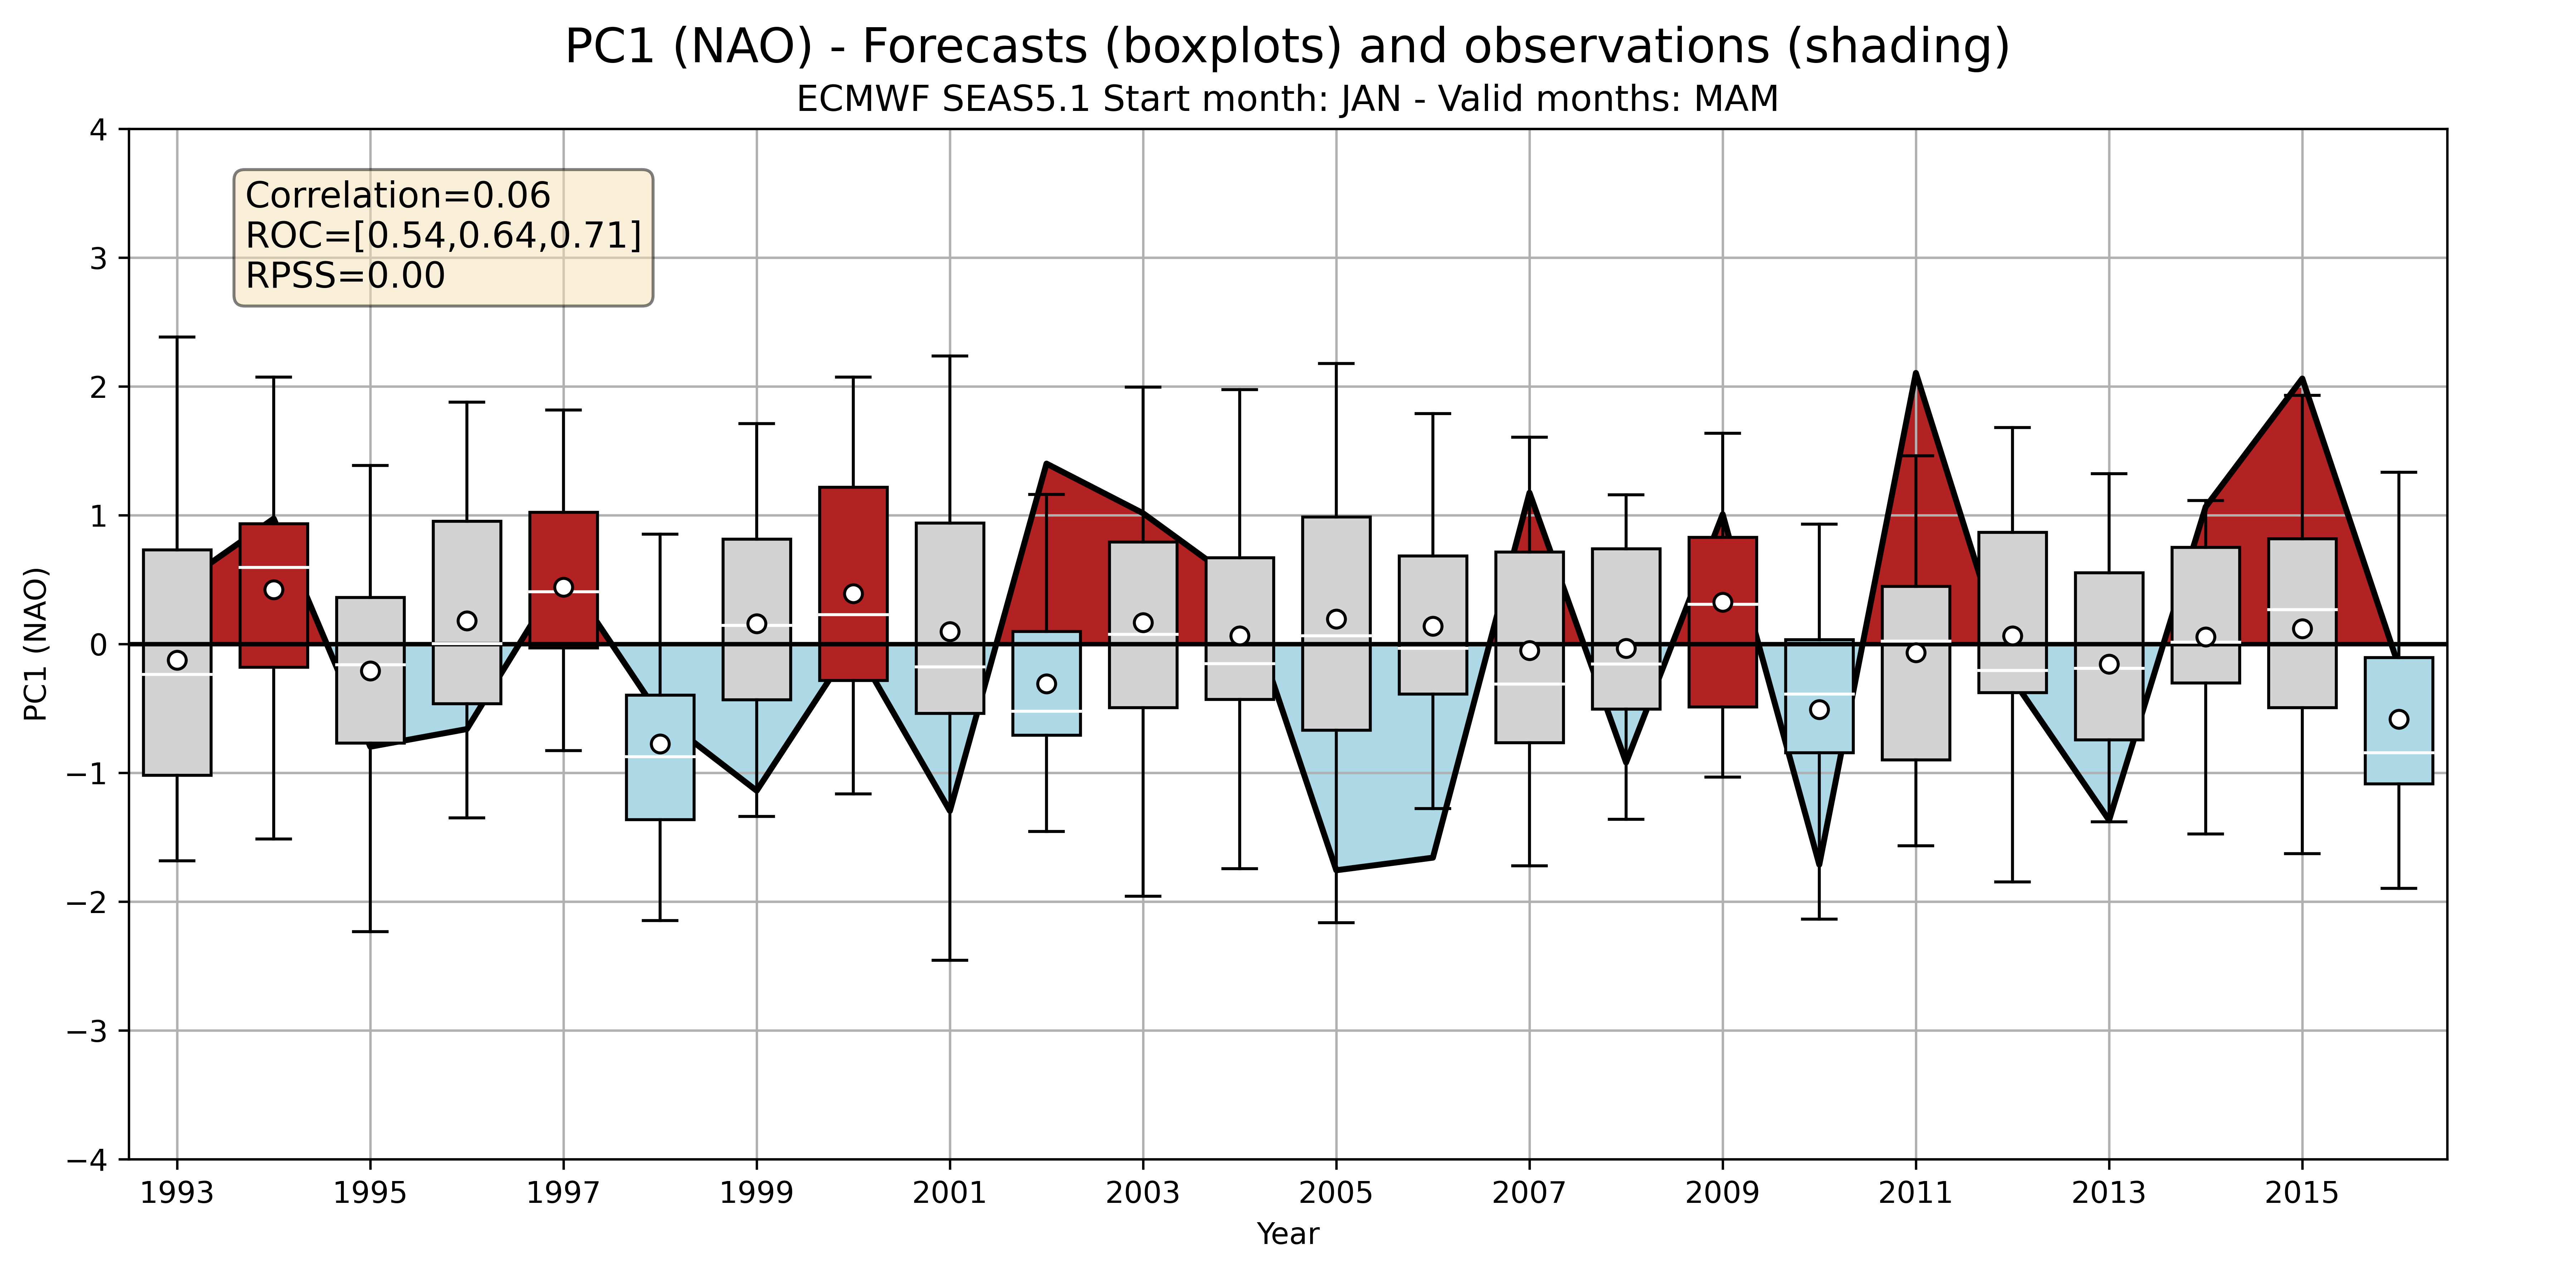 PC1 (NAO) - Forecasts (boxplots) and observations (shading)
ECMWF SEAS5.1 Start month: JAN - Valid months: MAM
Correlation=0.06
ROC=[0.54,0.64,0.71]
RPSS=0.00
PC1 (NAO)
4
3
2
1
0
−1
−2
−3
−4
1993 1995 1997 1999 2001 2003 2005 2007 2009 2011 2013 2015
Year